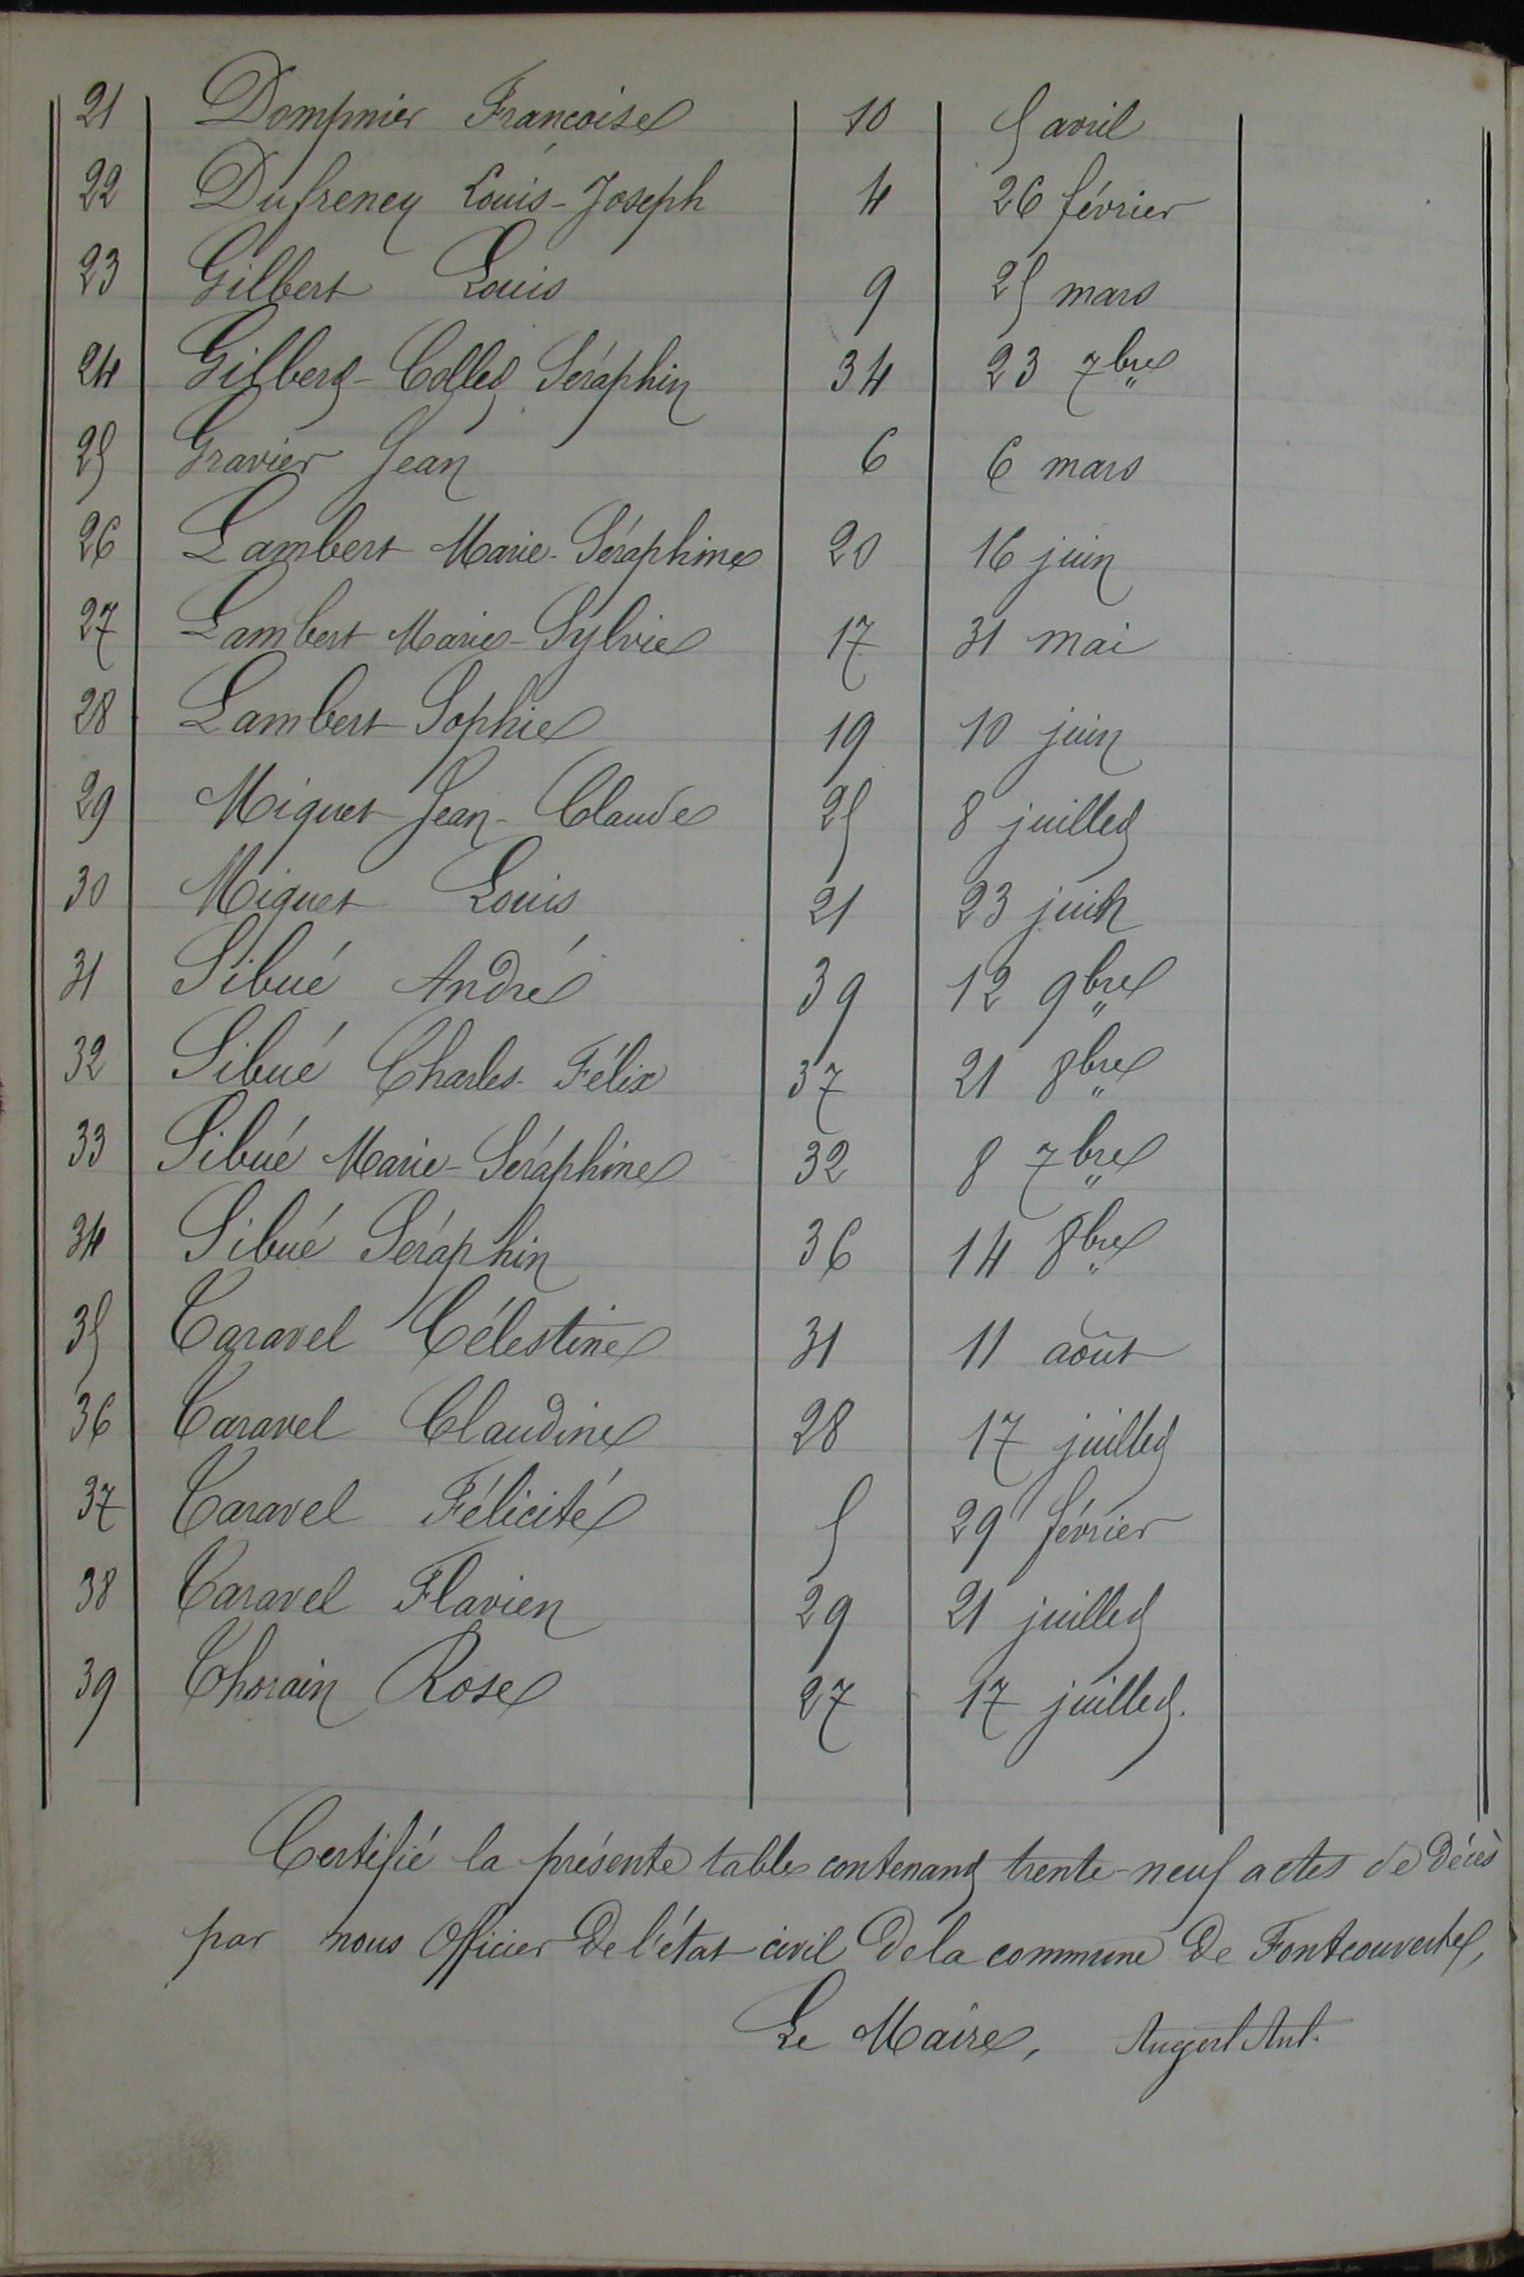 21 Dompnier Françoise 10 5 avril
22 Dufreney Louis-Joseph 4 26 février
23 Gilbert Louis 9 25 mars
24 Gilbert-Collet Séraphin 34 23 7bre
25 Gravier Jean 6 6 mars
26 Lambert Marie-Séraphine 20 16 juin
27 Lambert Marie-Sylvie 17 31 mai
28 Lambert Sophie 19 10 juin
29 Miguet Jean-Claude 25 8 juillet
30 Miguet Louis 21 23 juin
31 Sibué André 39 12 9bre
32 Sibué Charles-Félix 37 21 8bre
33 Sibué Marie-Séraphine 32 8 7bre
34 Sibué Séraphin 36 14 8bre
35 Taravel Célestine 31 11 août
36 Taravel Claudine 28 17 juillet
37 Taravel Félicité 5 29 février
38 Taravel Flavien 29 21 juillet
39 Thorain Rose 27 17 juillet.
Certifié la présente table contenant trente-neuf actes de décès
par nous Officier de l'état civil de la commune de Fontcouverte,
Le Maire, Augert Ant.